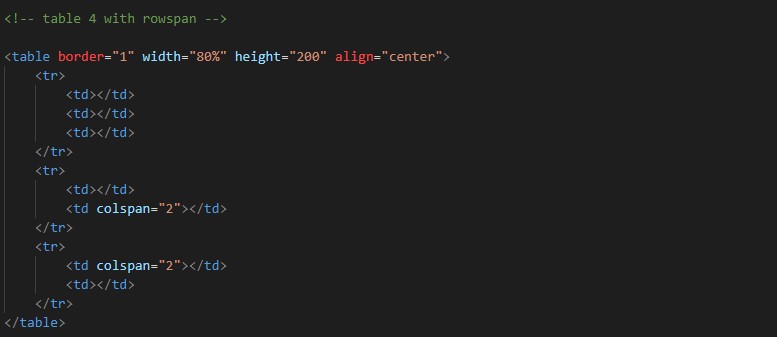 <!-- table 4 with rowspan -->
<table border="1" width="80%" height="200" align="center">
    <tr>
        <td></td>
        <td></td>
        <td></td>
    </tr>
    <tr>
        <td></td>
        <td colspan="2"></td>
    </tr>
    <tr>
        <td colspan="2"></td>
        <td></td>
    </tr>
</table>